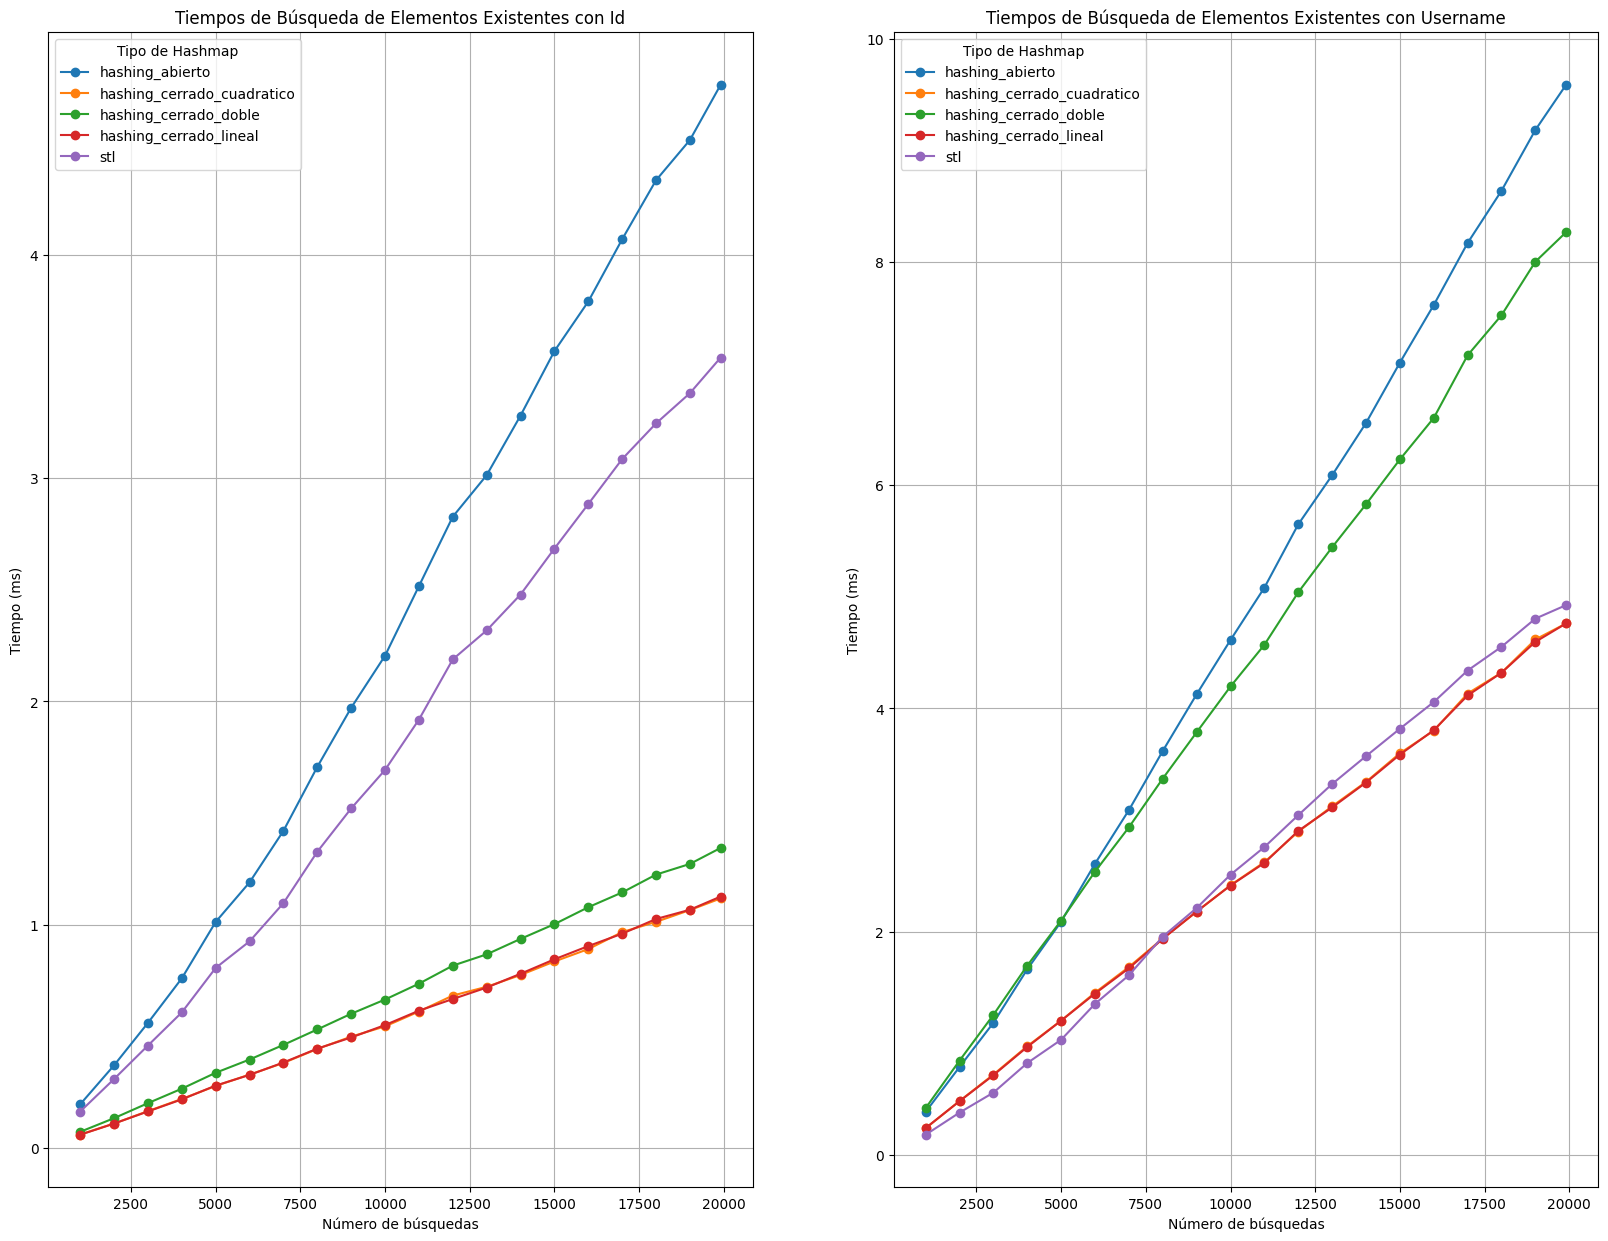 Tiempos de Búsqueda de Elementos Existentes con Id
Tipo de Hashmap
hashing_abierto
hashing_cerrado_cuadratico
hashing_cerrado_doble
hashing_cerrado_lineal
stl
4
3
2
1
0
Tiempo (ms)
2500 5000 7500 10000 12500 15000 17500 20000
Número de búsquedas
Tiempos de Búsqueda de Elementos Existentes con Username
Tipo de Hashmap
hashing_abierto
hashing_cerrado_cuadratico
hashing_cerrado_doble
hashing_cerrado_lineal
stl
10
8
6
4
2
0
Tiempo (ms)
2500 5000 7500 10000 12500 15000 17500 20000
Número de búsquedas